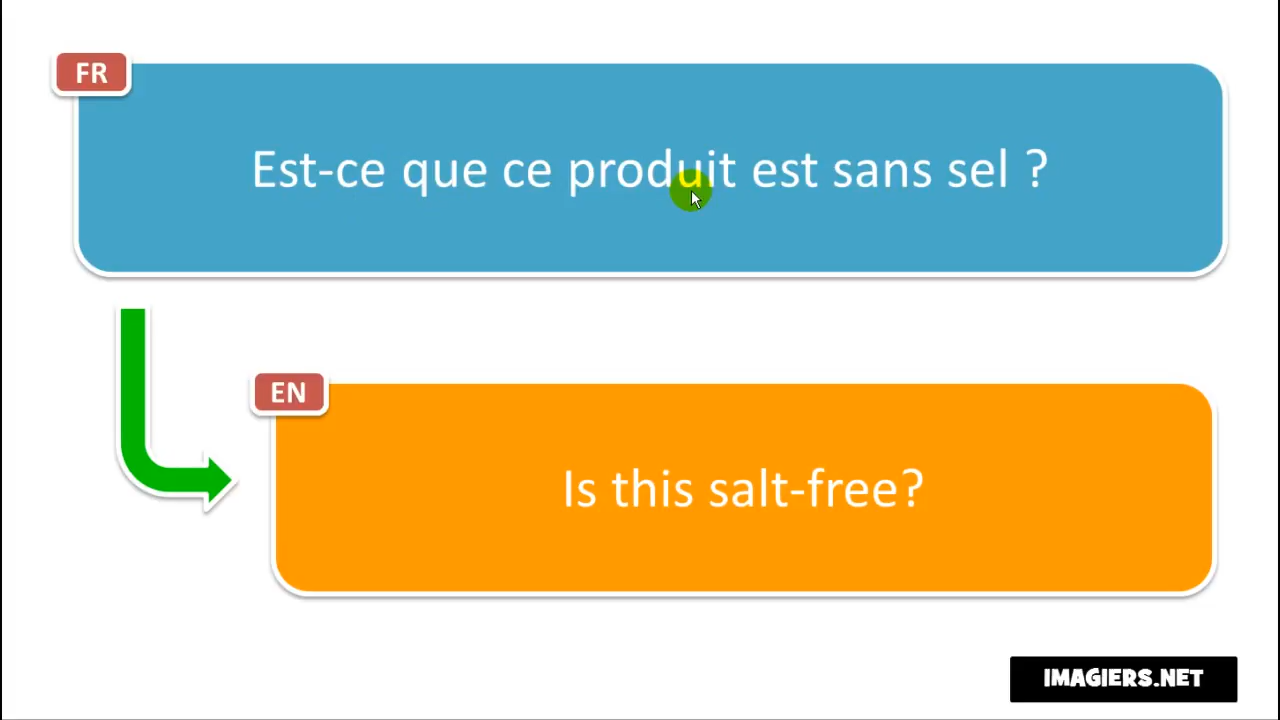 FR
Est-ce que ce produit est sans sel ?
EN
Is this salt-free?
IMAGIERS.NET